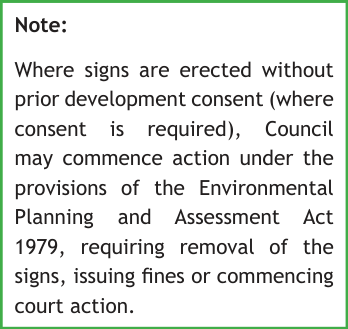 Note:
Where signs are erected without
prior development consent (where
consent is required), Council
may commence action under the
provisions of the Environmental
Planning and Assessment Act
1979, requiring removal of the
signs, issuing fines or commencing
court action.